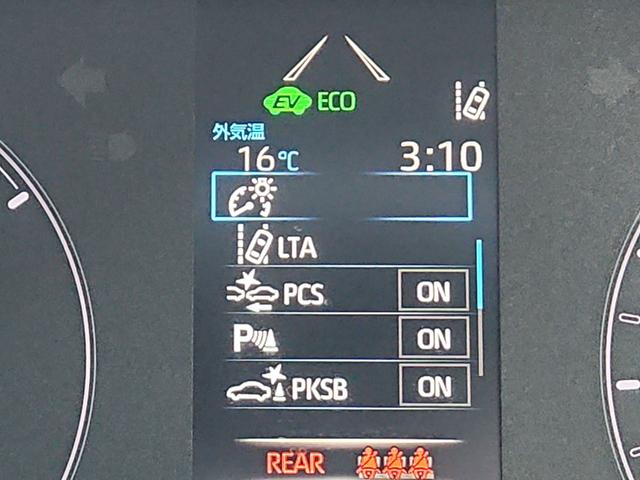 EV ECO
外気温
16℃ 3:10
LTA
PCS ON
P ON
PKSB ON
REAR